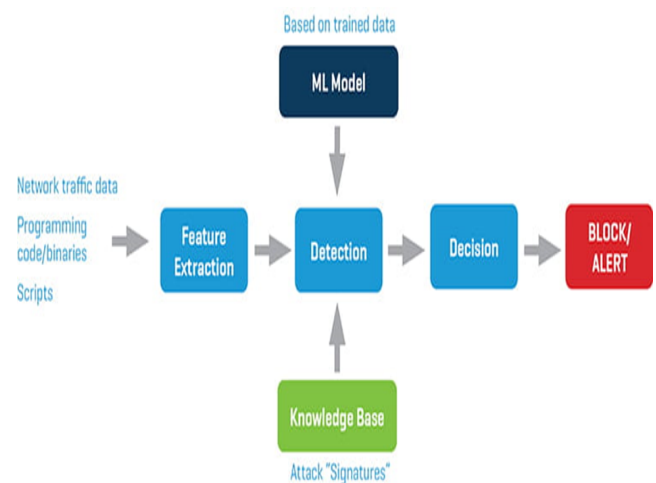 Based on trained data
ML Model
Network traffic data
Programming
code/binaries
Scripts
Feature
Extraction
Detection
Decision
BLOCK/
ALERT
Knowledge Base
Attack "Signatures"